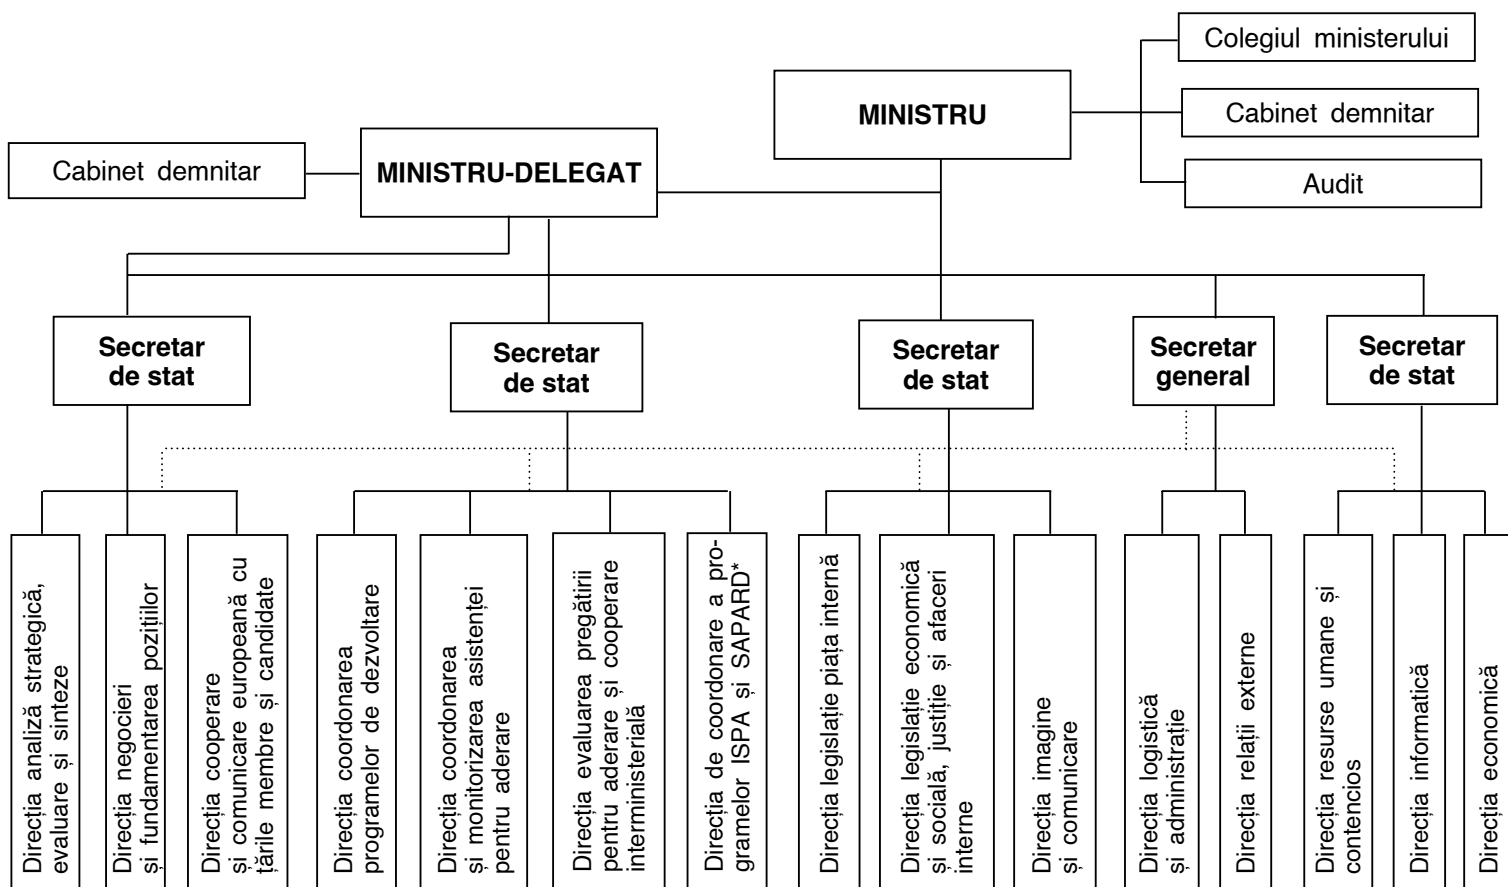 Colegiul ministerului
MINISTRU
Cabinet demnitar
Cabinet demnitar
MINISTRU-DELEGAT
Audit
Secretar
de stat
Secretar
de stat
Secretar
de stat
Secretar
general
Secretar
de stat
Direcția analiză strategică,
evaluare și sinteze
Direcția negocieri
și fundamentarea pozițiilor
Direcția cooperare
și comunicare europeană cu
țările membre și candidate
Direcția coordonarea
programelor de dezvoltare
Direcția coordonarea
și monitorizarea asistenței
pentru aderare
Direcția evaluarea pregătirii
pentru aderare și cooperare
interministerială
Direcția de coordonare a pro-
gramelor ISPA și SAPARD*
Direcția legislație piața internă
Direcția legislație economică
și socială, justiție și afaceri
interne
Direcția imagine
și comunicare
Direcția logistică
și administrație
Direcția relații externe
Direcția resurse umane și
contencios
Direcția informatică
Direcția economică